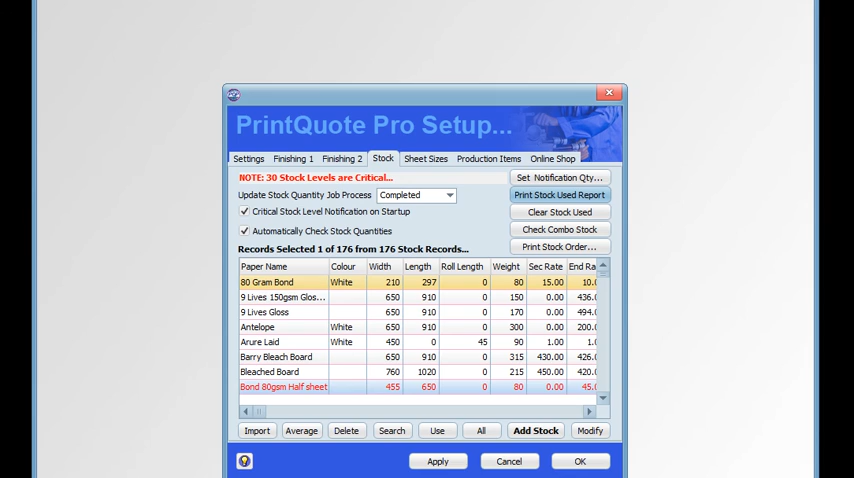 PrintQuote Pro Setup...
Settings Finishing 1 Finishing 2 Stock Sheet Sizes Production Items Online Shop
NOTE: 30 Stock Levels are Critical... Set Notification Qty...
Update Stock Quantity Job Process Completed Print Stock Used Report
Critical Stock Level Notification on Startup Clear Stock Used
Automatically Check Stock Quantities Check Combo Stock
Records Selected 1 of 176 from 176 Stock Records... Print Stock Order...
Paper Name Colour Width Length Roll Length Weight Sec Rate End Ra
80 Gram Bond White 210 297 0 80 15.00 10.0
9 Lives 150gsm Glos... 650 910 0 150 0.00 436.0
9 Lives Gloss 650 910 0 170 0.00 494.0
Antelope White 650 910 0 300 0.00 200.0
Arure Laid White 450 0 45 90 1.00 1.0
Barry Bleach Board 650 910 0 315 430.00 426.0
Bleached Board 760 1020 0 215 450.00 420.0
Bond 80gsm Half sheet 455 650 0 80 0.00 45.0
Import Average Delete Search Use All Add Stock Modify
Apply Cancel OK